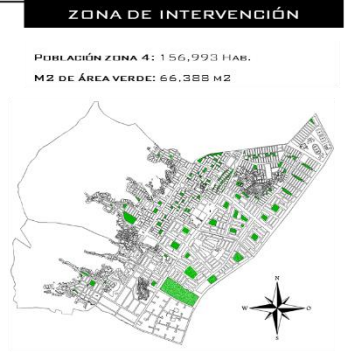 ZONA DE INTERVENCIÓN
POBLACIÓN ZONA 4: 156,993 HAB.
M2 DE ÁREA VERDE: 66,388 M2
N
W O
S